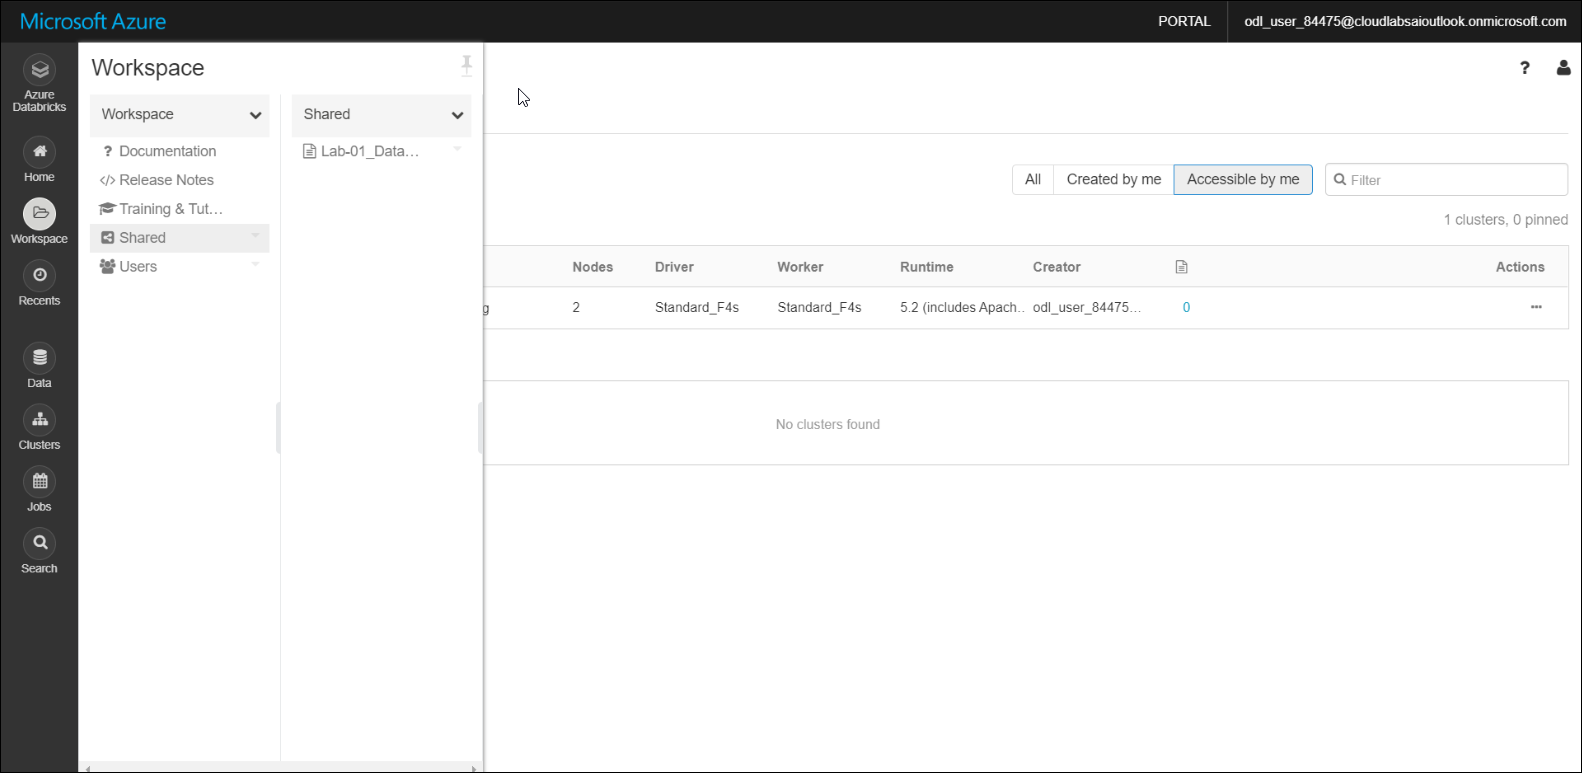 Microsoft Azure
PORTAL
odl_user_84475@cloudlabsaioutlook.onmicrosoft.com
Azure
Databricks
Home
Workspace
Recents
Data
Clusters
Jobs
Search
Workspace
Workspace
? Documentation
</> Release Notes
Training & Tut...
Shared
Users
Shared
Lab-01_Data...
?
All
Created by me
Accessible by me
Filter
1 clusters, 0 pinned
Nodes Driver Worker Runtime Creator Actions
g 2 Standard_F4s Standard_F4s 5.2 (includes Apach.. odl_user_84475... 0 ...
No clusters found